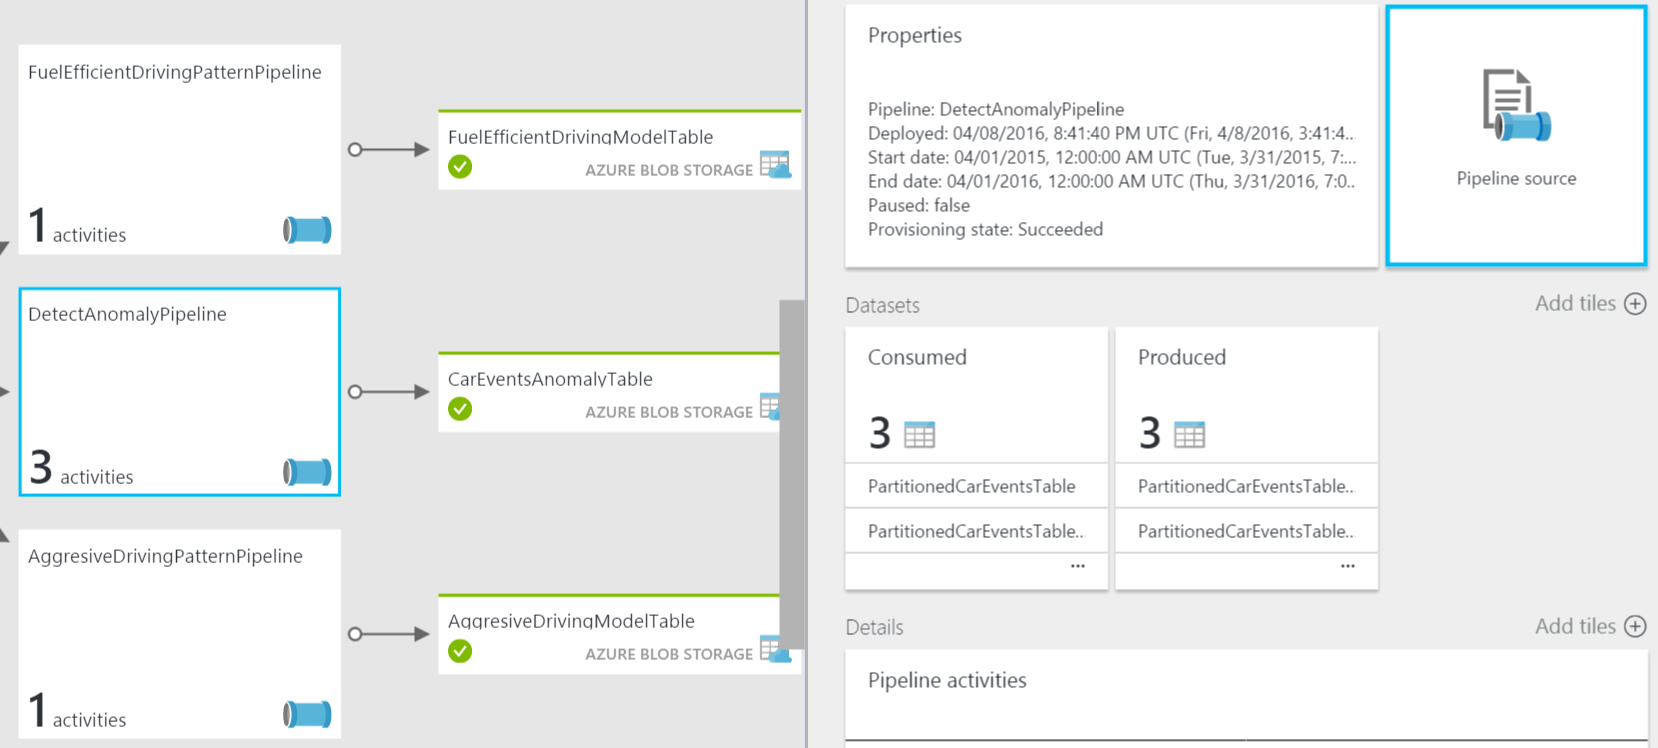 FuelEfficientDrivingPatternPipeline
1 activities
FuelEfficientDrivingModelTable
AZURE BLOB STORAGE
DetectAnomalyPipeline
3 activities
CarEventsAnomalyTable
AZURE BLOB STORAGE
AggresiveDrivingPatternPipeline
1 activities
AggresiveDrivingModelTable
AZURE BLOB STORAGE
Properties
Pipeline: DetectAnomalyPipeline
Deployed: 04/08/2016, 8:41:40 PM UTC (Fri, 4/8/2016, 3:41:4...
Start date: 04/01/2015, 12:00:00 AM UTC (Tue, 3/31/2015, 7:...
End date: 04/01/2016, 12:00:00 AM UTC (Thu, 3/31/2016, 7:0..
Paused: false
Provisioning state: Succeeded
Pipeline source
Datasets
Add tiles
Consumed
3
PartitionedCarEventsTable
PartitionedCarEventsTable..
...
Produced
3
PartitionedCarEventsTable..
PartitionedCarEventsTable..
...
Details
Add tiles
Pipeline activities